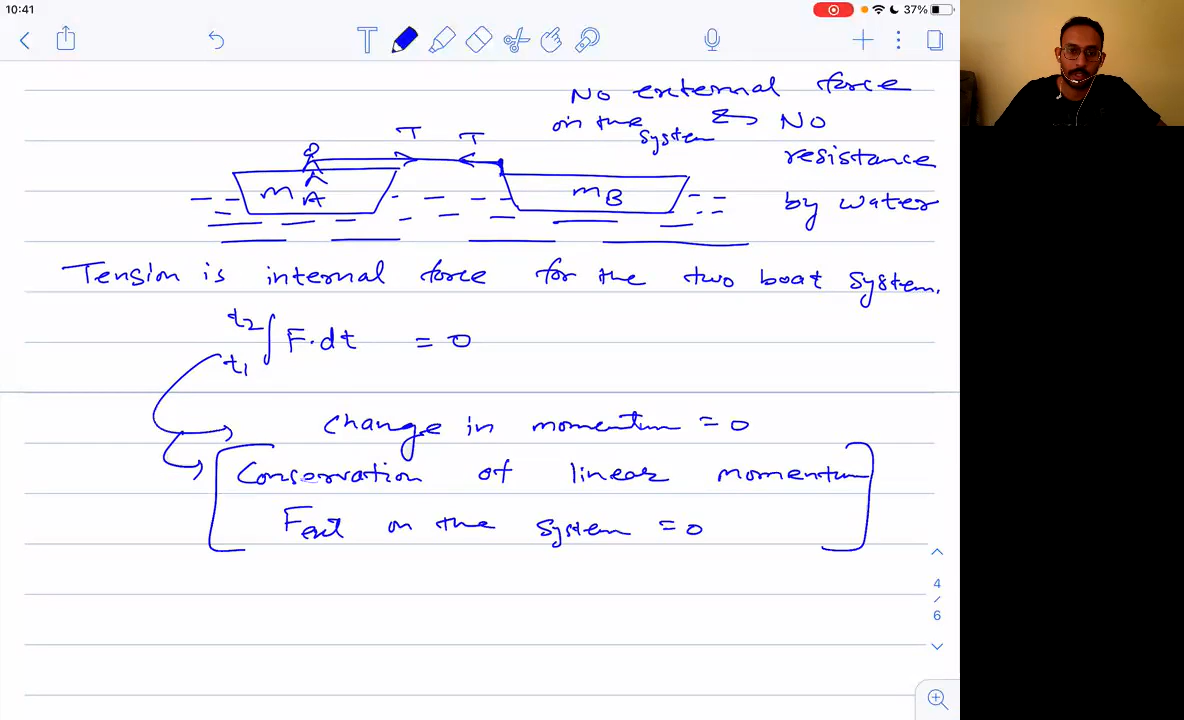 10:41
37%
No external force
on the system ← No
resistance
by water
T T
mA mB
Tension is internal force for the two boat system.
t2
∫ F.dt = 0
t1
change in momentum = 0
Conservation of linear momentum
Fext on the system = 0
4
/
6